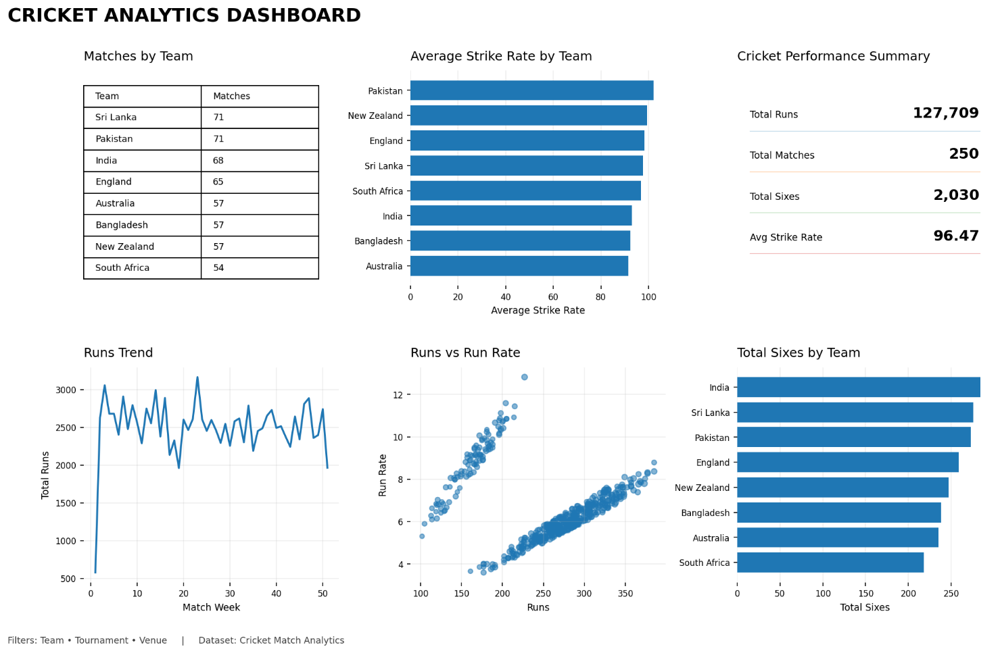 CRICKET ANALYTICS DASHBOARD
Matches by Team
Team Matches
Sri Lanka 71
Pakistan 71
India 68
England 65
Australia 57
Bangladesh 57
New Zealand 57
South Africa 54
Average Strike Rate by Team
Pakistan
New Zealand
England
Sri Lanka
South Africa
India
Bangladesh
Australia
0 20 40 60 80 100
Average Strike Rate
Cricket Performance Summary
Total Runs 127,709
Total Matches 250
Total Sixes 2,030
Avg Strike Rate 96.47
Runs Trend
Total Runs
3000
2500
2000
1500
1000
500
0 10 20 30 40 50
Match Week
Runs vs Run Rate
Run Rate
12
10
8
6
4
100 150 200 250 300 350
Runs
Total Sixes by Team
India
Sri Lanka
Pakistan
England
New Zealand
Bangladesh
Australia
South Africa
0 50 100 150 200 250
Total Sixes
Filters: Team • Tournament • Venue | Dataset: Cricket Match Analytics